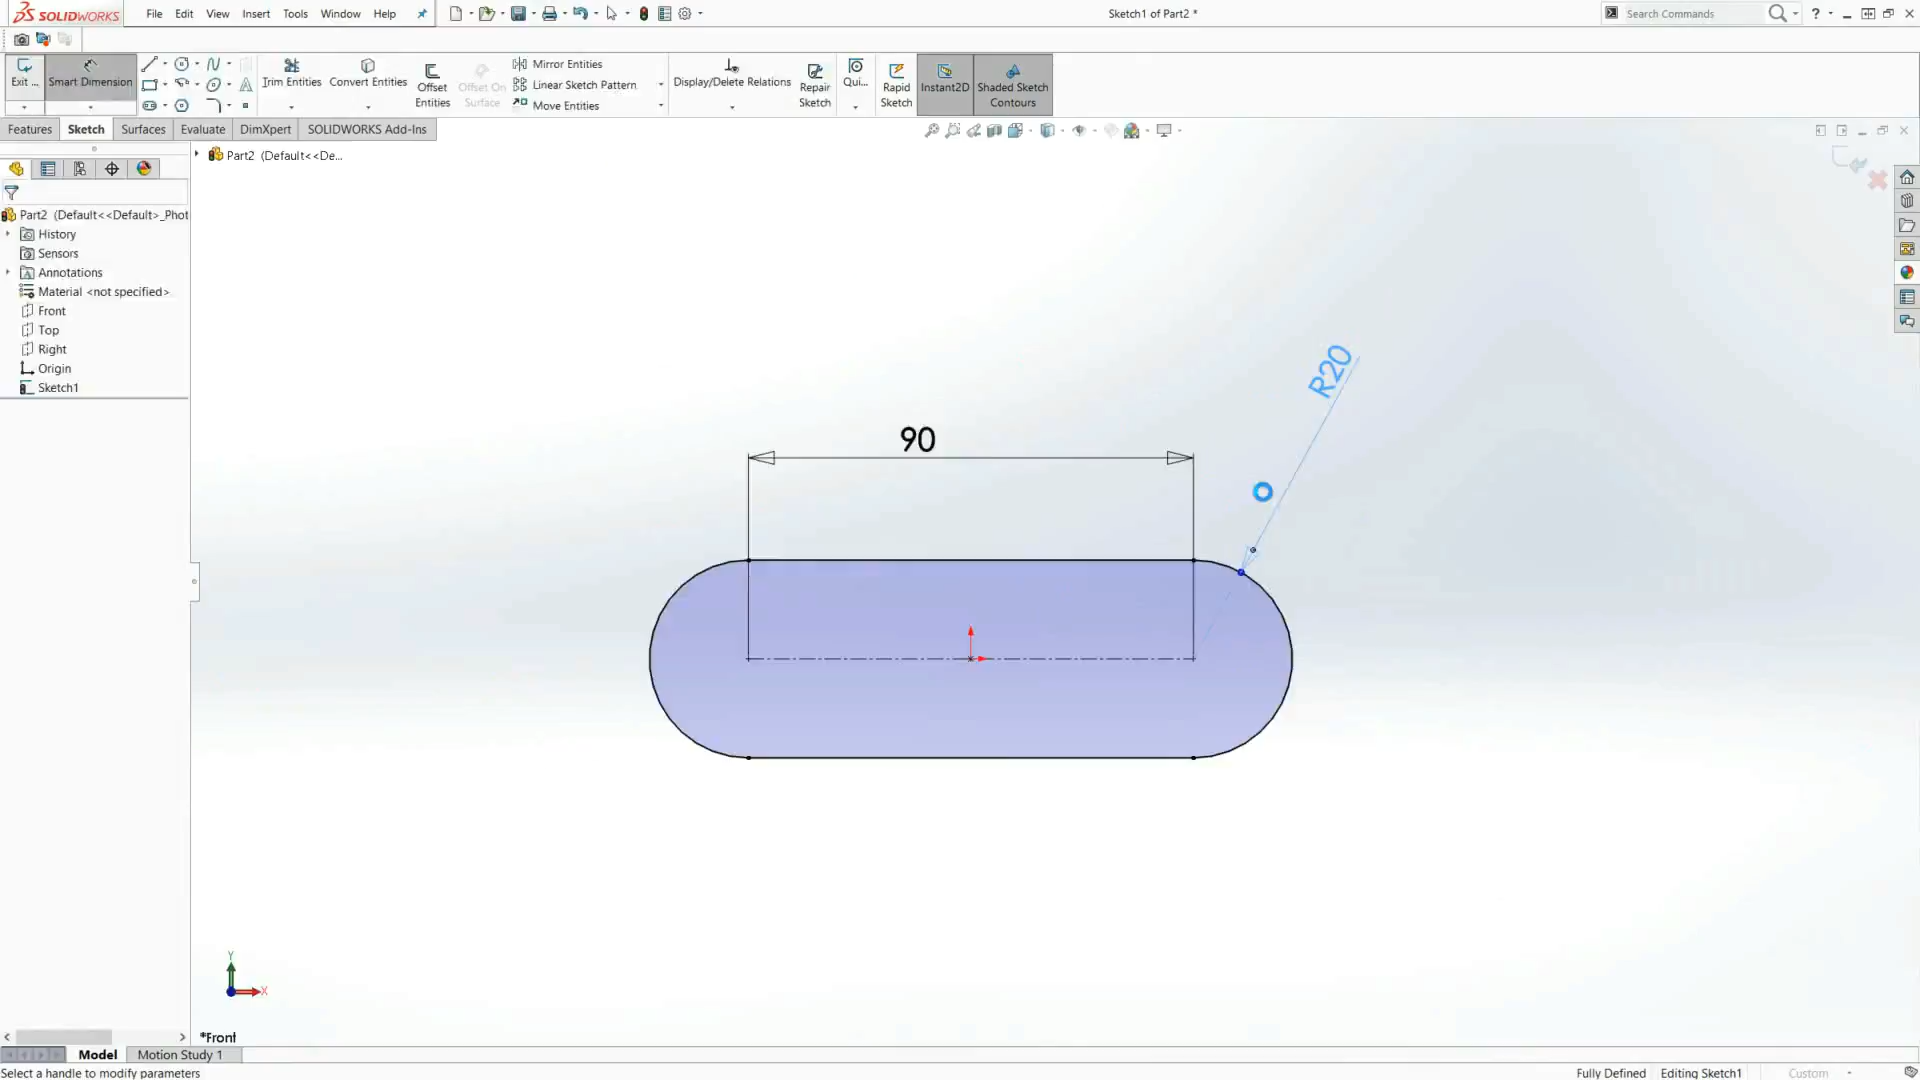 SOLIDWORKS
File Edit View Insert Tools Window Help
Sketch1 of Part2 *
Search Commands
Exit ...
Smart Dimension
Trim Entities
Convert Entities
Offset Entities
Offset On Surface
Mirror Entities
Linear Sketch Pattern
Move Entities
Display/Delete Relations
Repair Sketch
Qui...
Rapid Sketch
Instant2D
Shaded Sketch Contours
Features Sketch Surfaces Evaluate DimXpert SOLIDWORKS Add-Ins
Part2 (Default<<De...
Part2 (Default<<Default>_Phot
History
Sensors
Annotations
Material <not specified>
Front
Top
Right
Origin
Sketch1
R20
90
Y
X
*Front
Model Motion Study 1
Select a handle to modify parameters
Fully Defined Editing Sketch1 Custom